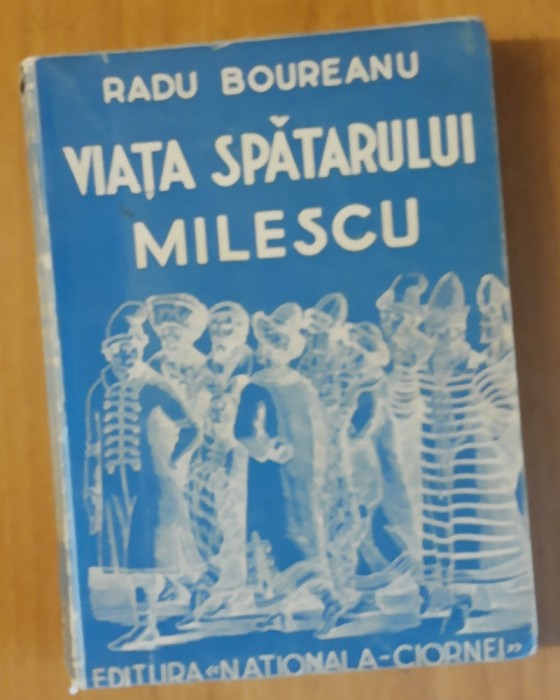 RADU BOUREANU
VIAȚA SPĂTARULUI
MILESCU
EDITURA «NAȚIONALA-CIORNEI»